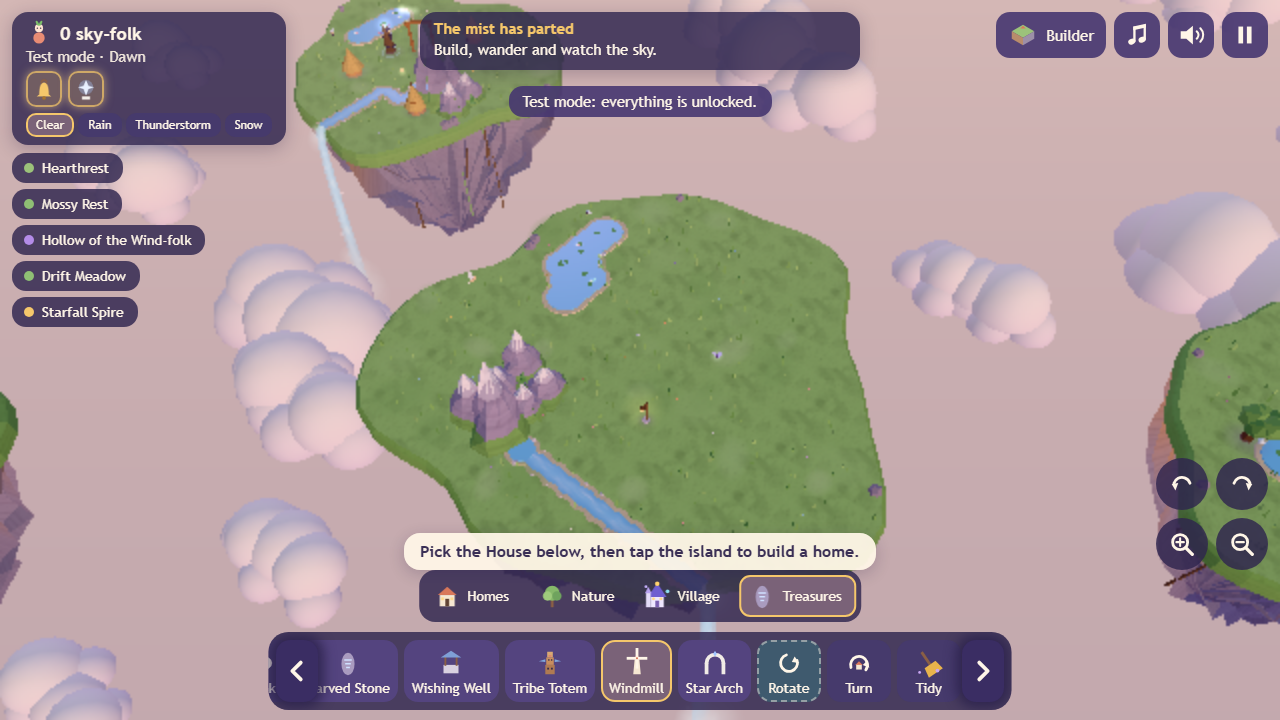 0 sky-folk
Test mode · Dawn
Clear
Rain
Thunderstorm
Snow
Hearthrest
Mossy Rest
Hollow of the Wind-folk
Drift Meadow
Starfall Spire
The mist has parted
Build, wander and watch the sky.
Test mode: everything is unlocked.
Builder
Pick the House below, then tap the island to build a home.
Homes
Nature
Village
Treasures
arved Stone
Wishing Well
Tribe Totem
Windmill
Star Arch
Rotate
Turn
Tidy